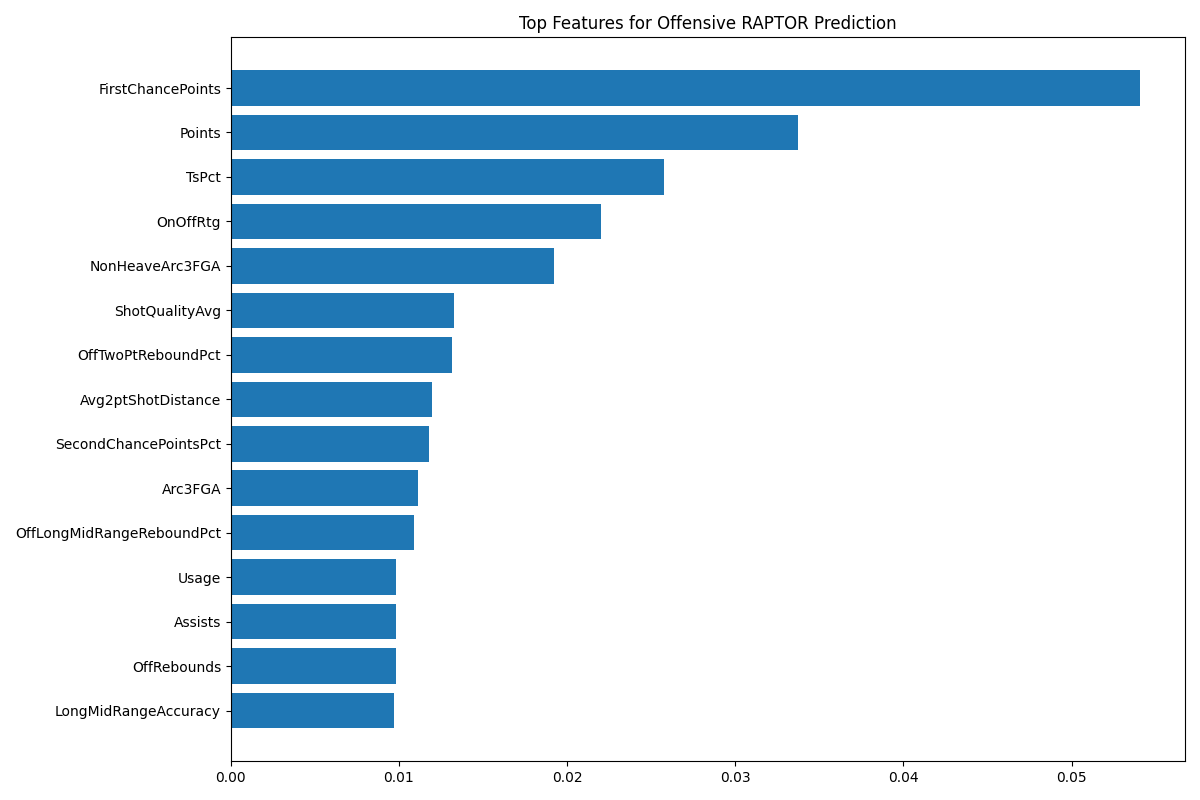 Top Features for Offensive RAPTOR Prediction
FirstChancePoints
Points
TsPct
OnOffRtg
NonHeaveArc3FGA
ShotQualityAvg
OffTwoPtReboundPct
Avg2ptShotDistance
SecondChancePointsPct
Arc3FGA
OffLongMidRangeReboundPct
Usage
Assists
OffRebounds
LongMidRangeAccuracy
0.00 0.01 0.02 0.03 0.04 0.05